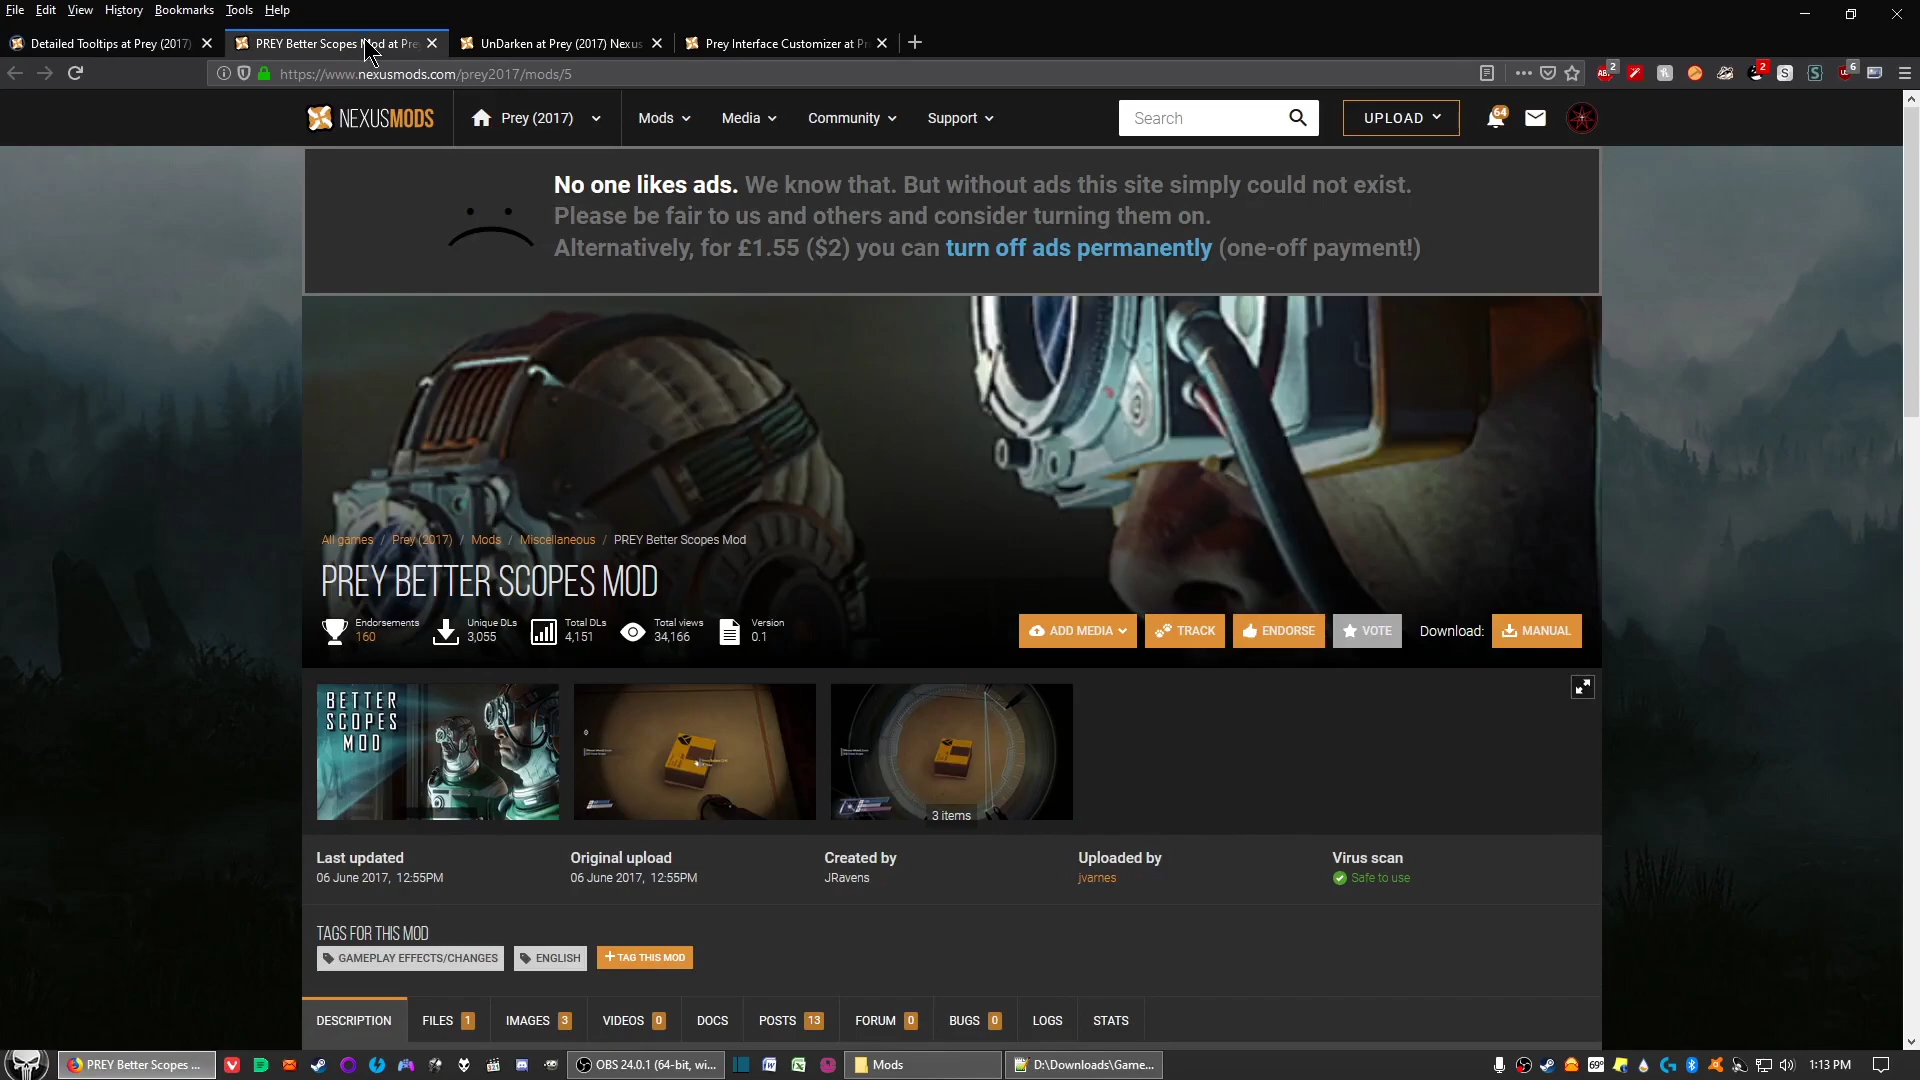 File Edit View History Bookmarks Tools Help
Detailed Tooltips at Prey (2017)
PREY Better Scopes Mod at Prey
UnDarken at Prey (2017) Nexus
Prey Interface Customizer at Pr
https://www.nexusmods.com/prey2017/mods/5
2 2 6
NEXUSMODS Prey (2017) Mods Media Community Support Search UPLOAD 64
No one likes ads. We know that. But without ads this site simply could not exist.
Please be fair to us and others and consider turning them on.
Alternatively, for £1.55 ($2) you can turn off ads permanently (one-off payment!)
All games / Prey (2017) / Mods / Miscellaneous / PREY Better Scopes Mod
PREY BETTER SCOPES MOD
Endorsements
160
Unique DLs
3,055
Total DLs
4,151
Total views
34,166
Version
0.1
ADD MEDIA TRACK ENDORSE VOTE Download: MANUAL
BETTER
SCOPES
MOD
3 items
Last updated
06 June 2017, 12:55PM
Original upload
06 June 2017, 12:55PM
Created by
JRavens
Uploaded by
jvarnes
Virus scan
Safe to use
TAGS FOR THIS MOD
GAMEPLAY EFFECTS/CHANGES ENGLISH +TAG THIS MOD
DESCRIPTION FILES 1 IMAGES 3 VIDEOS 0 DOCS POSTS 13 FORUM 0 BUGS 0 LOGS STATS
PREY Better Scopes ... OBS 24.0.1 (64-bit, wi... Mods D:\Downloads\Game... 69° 1:13 PM